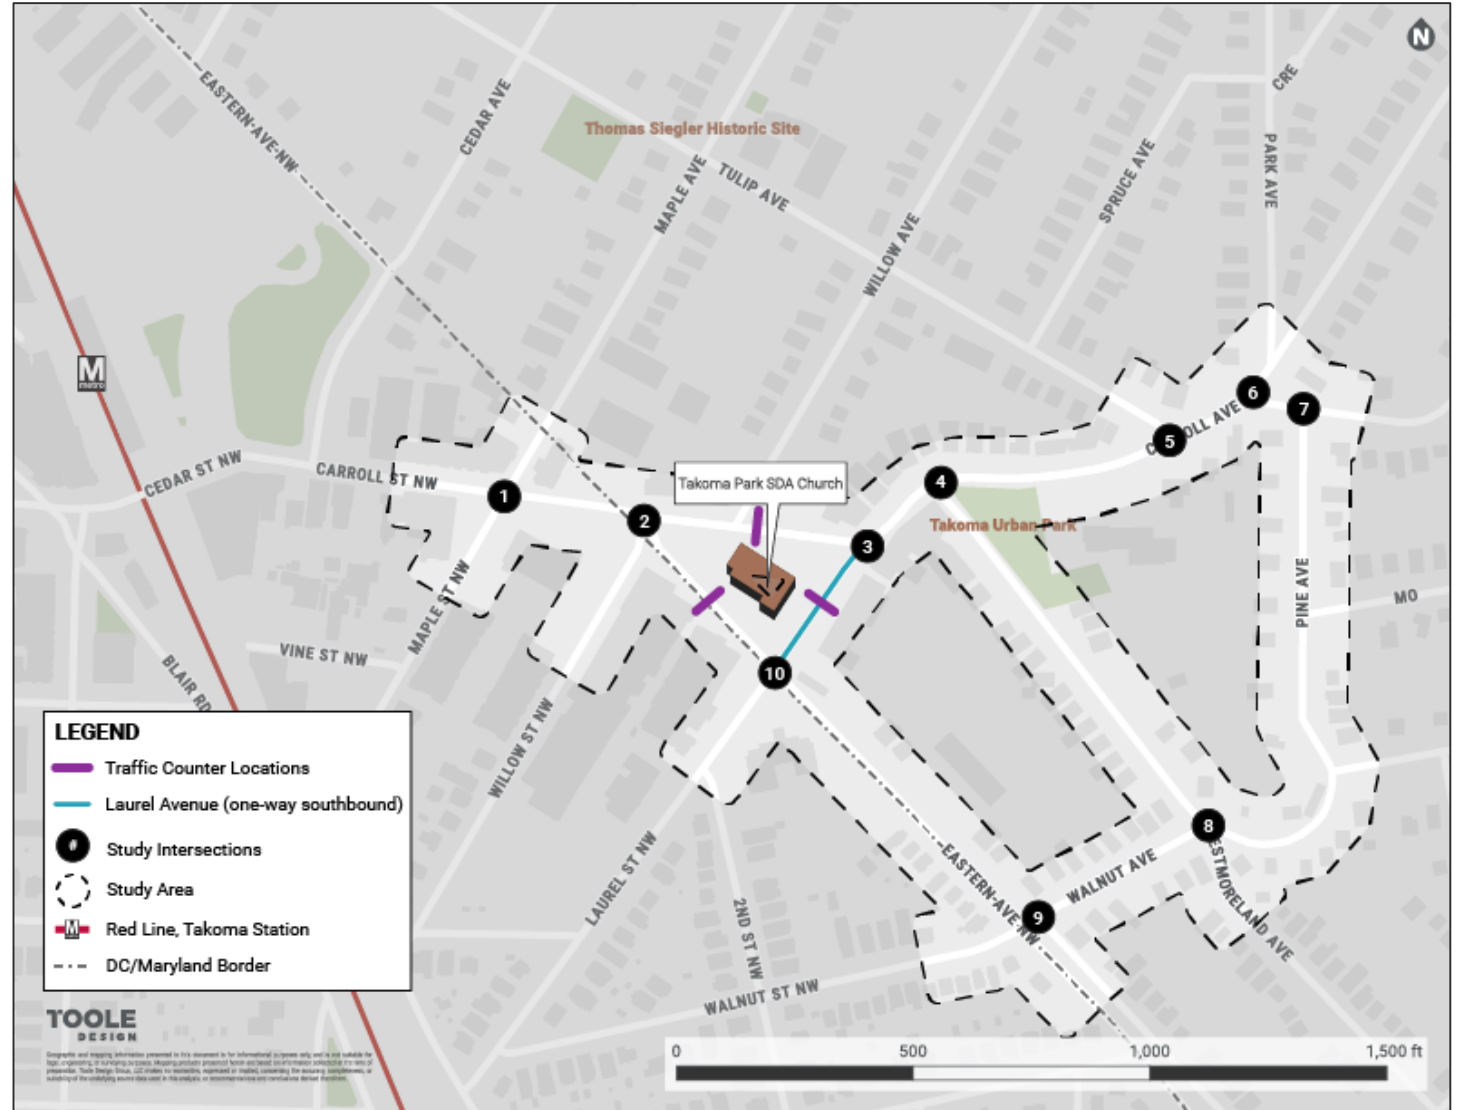 N
EASTERN-AVE-NW
CEDAR AVE
Thomas Siegler Historic Site
MAPLE AVE
TULIP AVE
WILLOW AVE
SPRUCE AVE
PARK AVE
CRE
M
metro
CEDAR ST NW
CARROLL ST NW
1
2
3
4
5
6
7
OLL AVE
Takoma Park SDA Church
Takoma Urban Park
PINE AVE
MO
MAPLE ST NW
VINE ST NW
BLAIR RD
WILLOW ST NW
10
8
9
LAUREL ST NW
2ND ST NW
WALNUT ST NW
EASTERN-AVE-NW
WALNUT AVE
ESTMORELAND AVE
LEGEND
Traffic Counter Locations
Laurel Avenue (one-way southbound)
# Study Intersections
Study Area
M Red Line, Takoma Station
DC/Maryland Border
TOOLE
DESIGN
0 500 1,000 1,500 ft